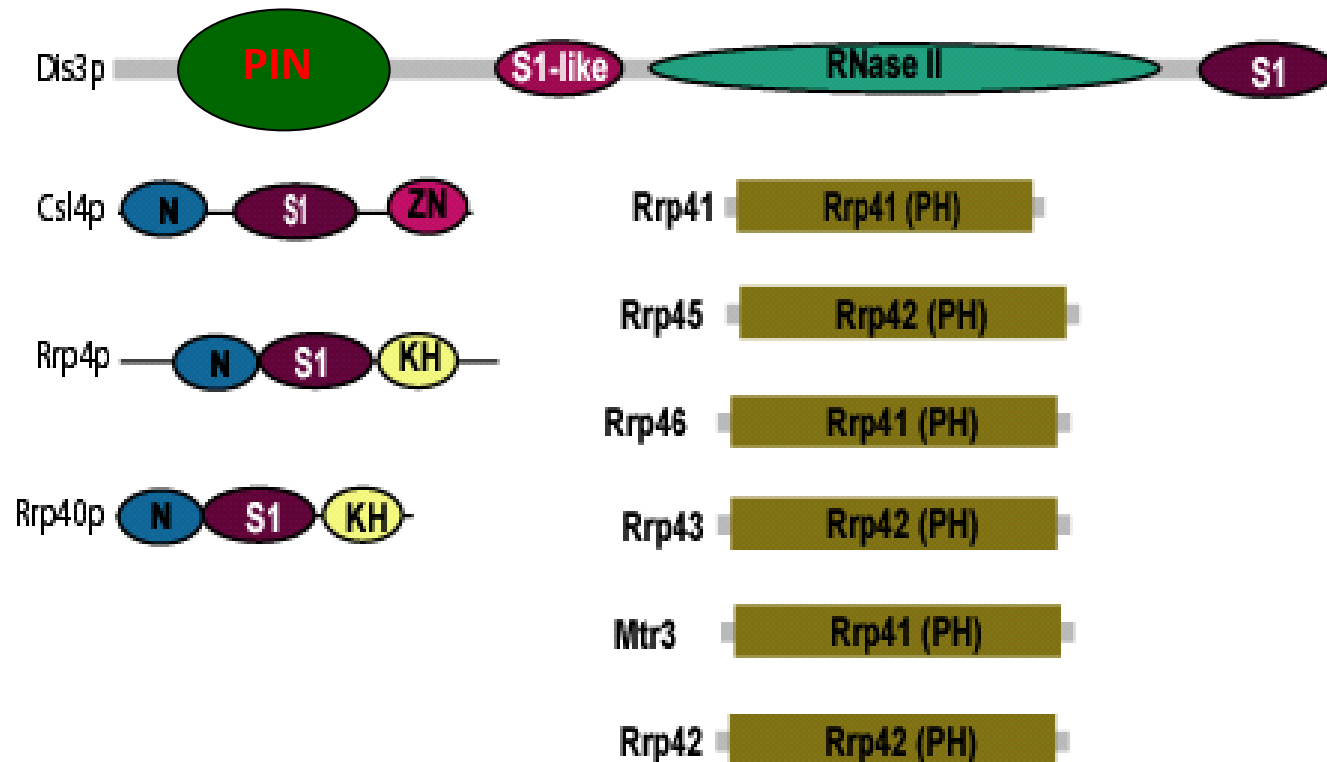 Dis3p PIN S1-like RNase II S1
Csl4p N S1 ZN
Rrp4p N S1 KH
Rrp40p N S1 KH
Rrp41 Rrp41 (PH)
Rrp45 Rrp42 (PH)
Rrp46 Rrp41 (PH)
Rrp43 Rrp42 (PH)
Mtr3 Rrp41 (PH)
Rrp42 Rrp42 (PH)